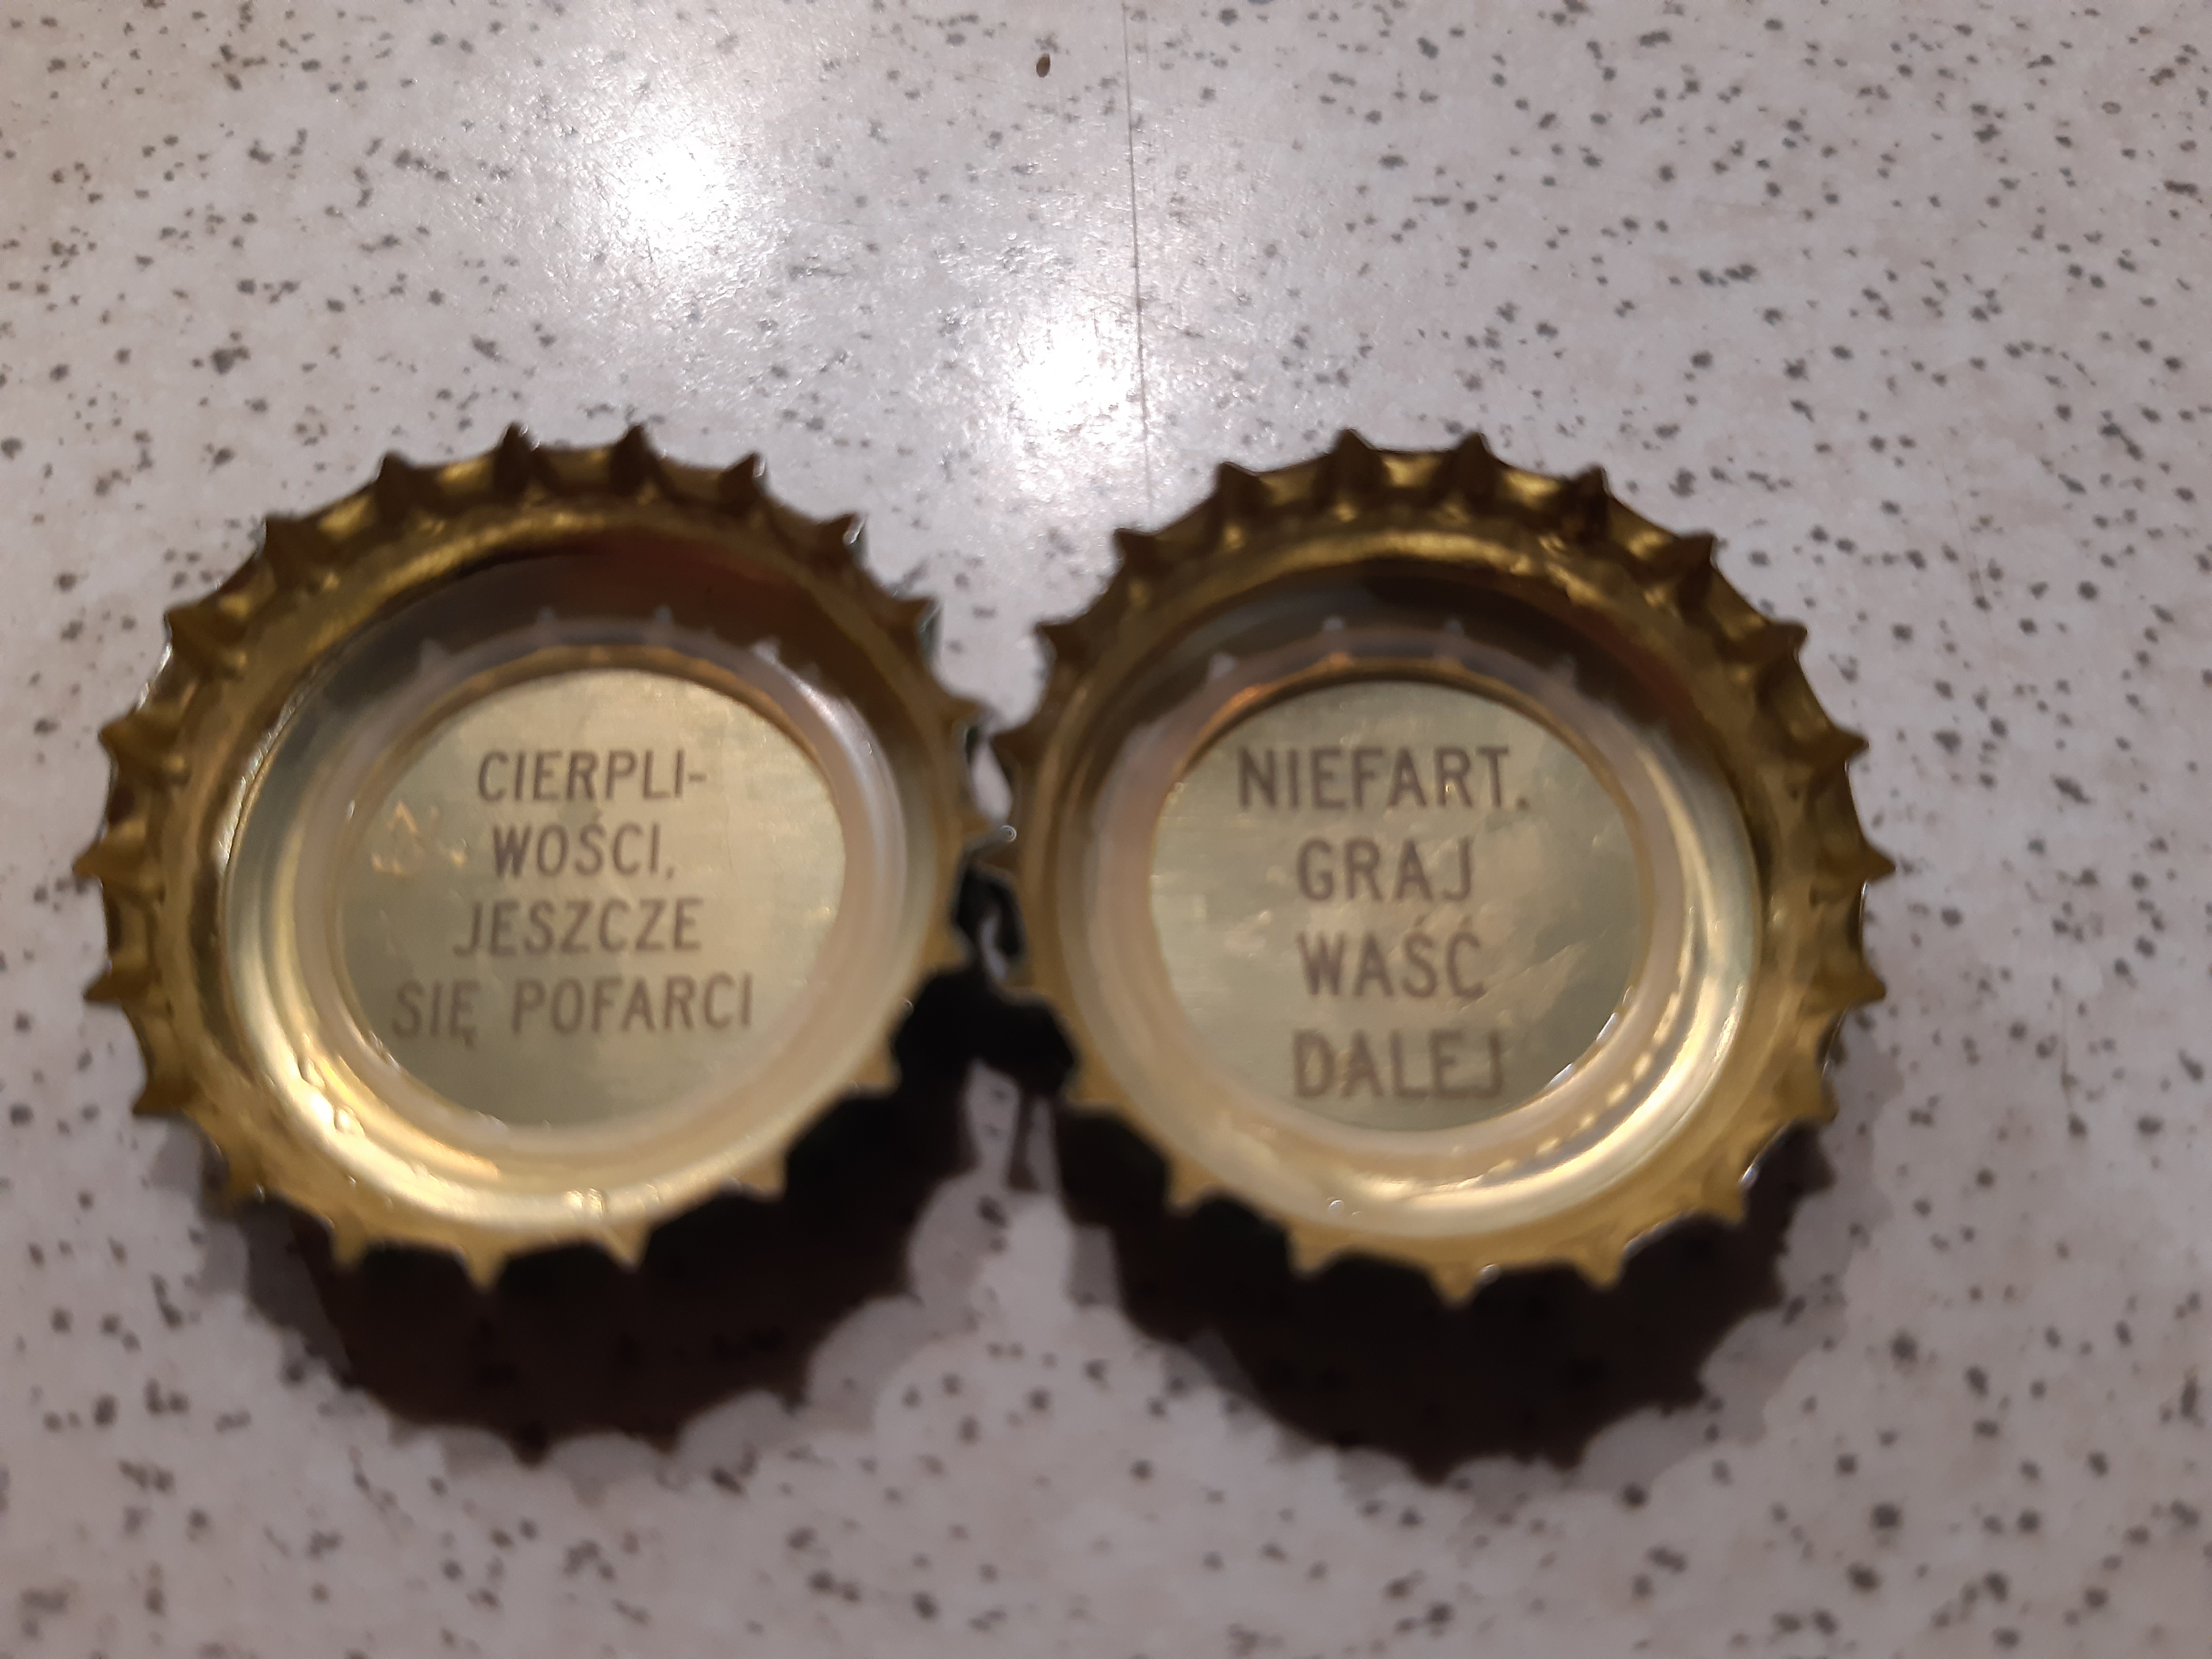 CIERPLI-
WOŚCI,
JESZCZE
SIĘ POFARCI
NIEFART.
GRAJ
WAŚĆ
DALEJ